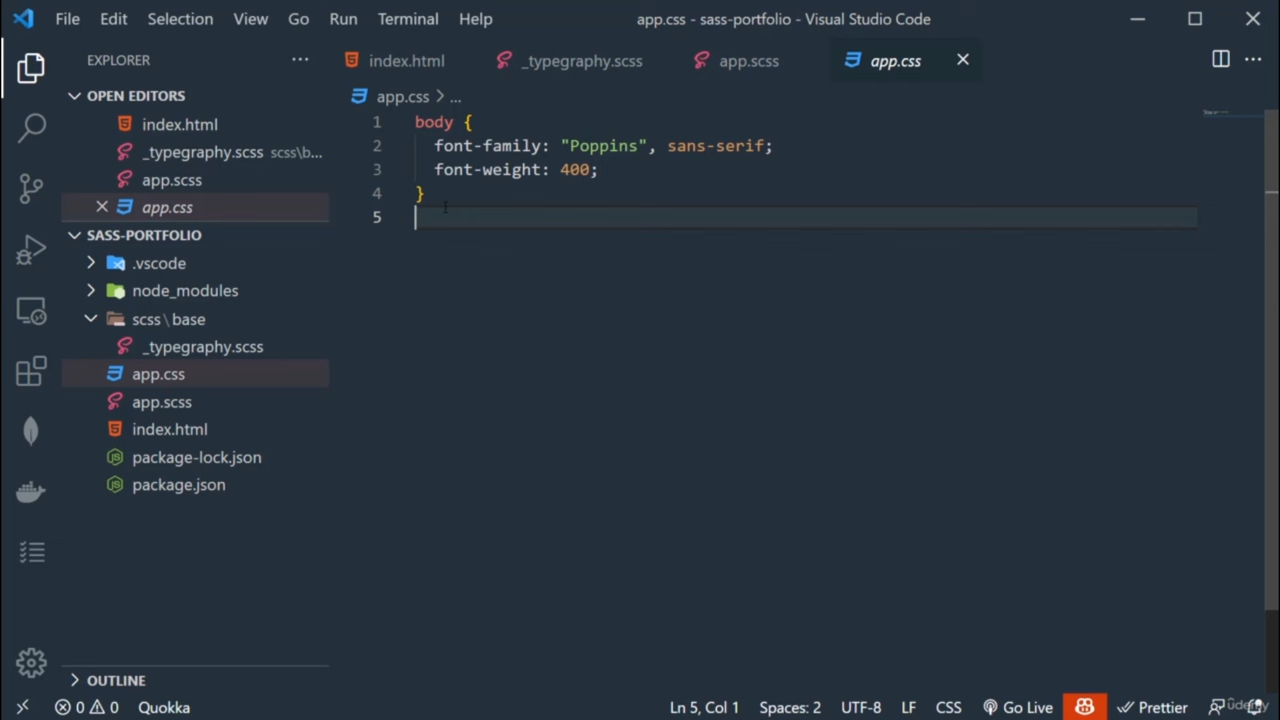 File Edit Selection View Go Run Terminal Help app.css - sass-portfolio - Visual Studio Code
EXPLORER
index.html _typegraphy.scss app.scss app.css
OPEN EDITORS
index.html
_typegraphy.scss scss\b...
app.scss
app.css
SASS-PORTFOLIO
.vscode
node_modules
scss\base
_typegraphy.scss
app.css
app.scss
index.html
package-lock.json
package.json
OUTLINE
app.css > ...
1 body {
2 font-family: "Poppins", sans-serif;
3 font-weight: 400;
4 }
5
0 0 Quokka Ln 5, Col 1 Spaces: 2 UTF-8 LF CSS Go Live Prettier
udemy